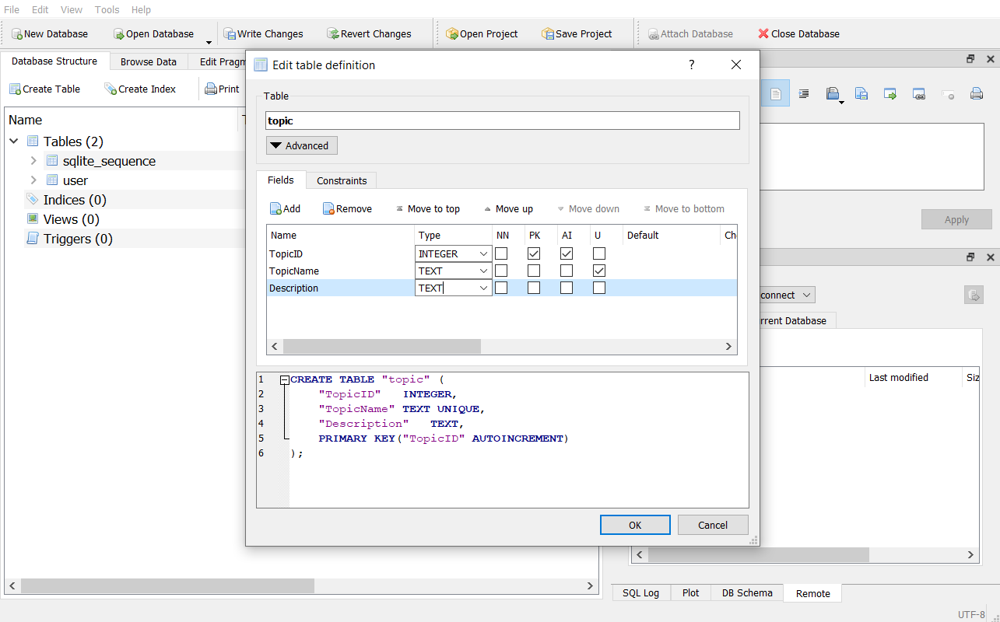 File Edit View Tools Help
New Database Open Database Write Changes Revert Changes Open Project Save Project Attach Database Close Database
Database Structure Browse Data Edit Pragm
Create Table Create Index Print
Name T
Tables (2)
sqlite_sequence
user
Indices (0)
Views (0)
Triggers (0)
Edit table definition ?
Table
topic
Advanced
Fields Constraints
Add Remove Move to top Move up Move down Move to bottom
Name Type NN PK AI U Default Che
TopicID INTEGER
TopicName TEXT
Description TEXT
1 CREATE TABLE "topic" (
2 "TopicID" INTEGER,
3 "TopicName" TEXT UNIQUE,
4 "Description" TEXT,
5 PRIMARY KEY("TopicID" AUTOINCREMENT)
6 );
OK Cancel
Apply
connect
rrent Database
Last modified Siz
SQL Log Plot DB Schema Remote
UTF-8